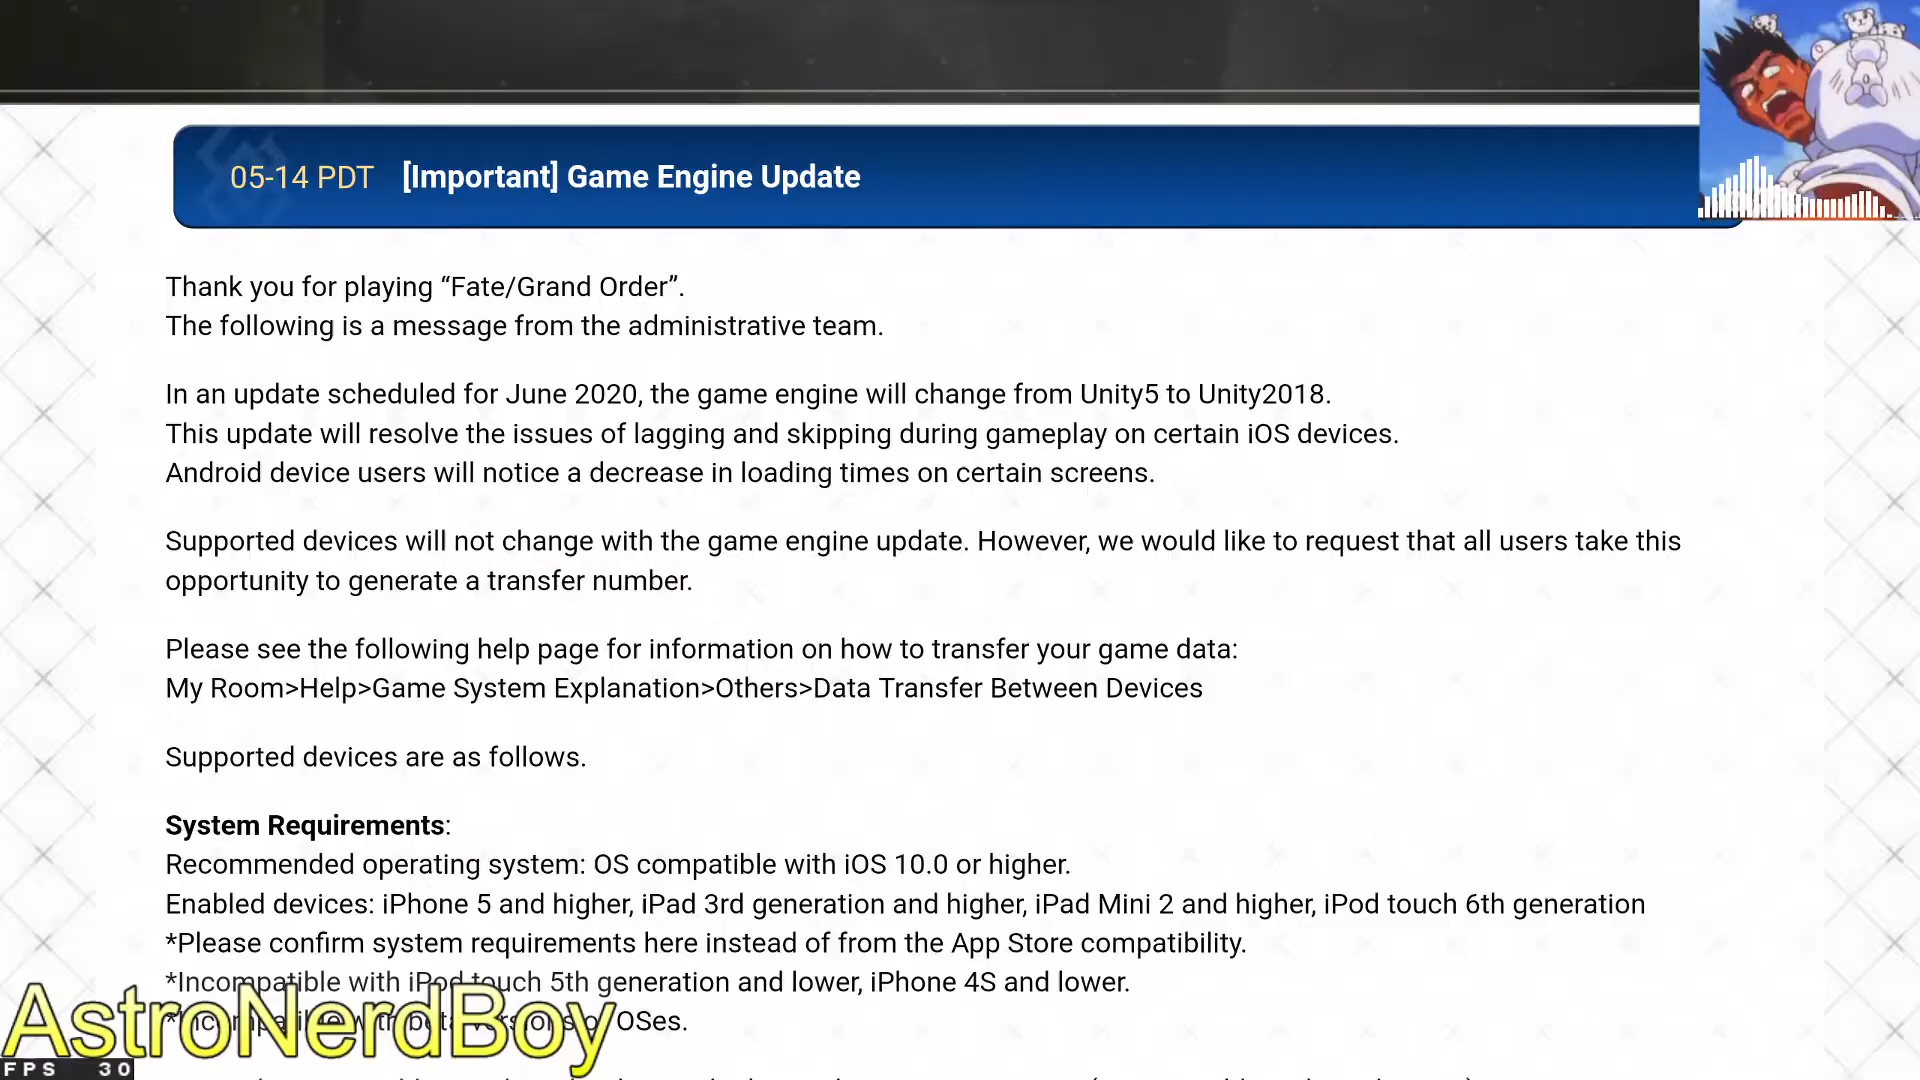 05-14 PDT [Important] Game Engine Update
Thank you for playing “Fate/Grand Order”.
The following is a message from the administrative team.
In an update scheduled for June 2020, the game engine will change from Unity5 to Unity2018.
This update will resolve the issues of lagging and skipping during gameplay on certain iOS devices.
Android device users will notice a decrease in loading times on certain screens.
Supported devices will not change with the game engine update. However, we would like to request that all users take this
opportunity to generate a transfer number.
Please see the following help page for information on how to transfer your game data:
My Room>Help>Game System Explanation>Others>Data Transfer Between Devices
Supported devices are as follows.
System Requirements:
Recommended operating system: OS compatible with iOS 10.0 or higher.
Enabled devices: iPhone 5 and higher, iPad 3rd generation and higher, iPad Mini 2 and higher, iPod touch 6th generation
*Please confirm system requirements here instead of from the App Store compatibility.
*Incompatible with iPod touch 5th generation and lower, iPhone 4S and lower.
*Incompatible with beta versions of OSes.
AstroNerdBoy
FPS 30